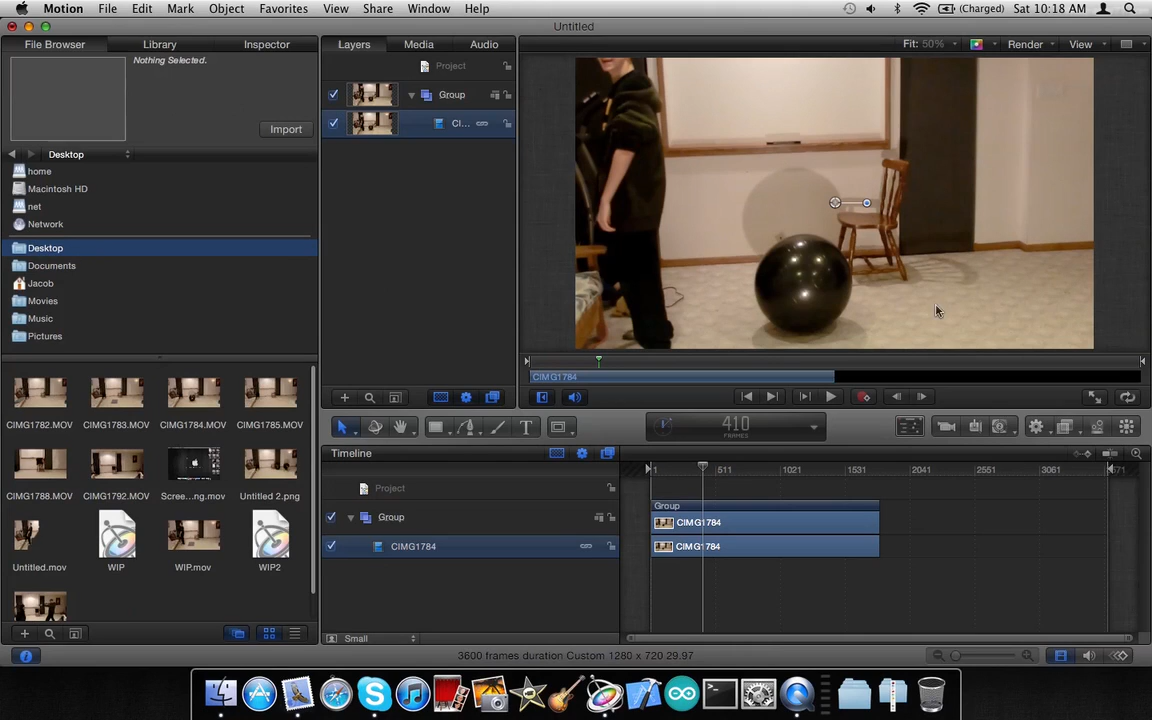 Motion File Edit Mark Object Favorites View Share Window Help (Charged) Sat 10:18 AM
Untitled
File Browser Library Inspector
Layers Media Audio
Fit: 50% Render View
Nothing Selected.
Import
Project
Group
CI...
Desktop
home
Macintosh HD
net
Network
Desktop
Documents
Jacob
Movies
Music
Pictures
CIMG1784
410
FRAMES
CIMG1782.MOV CIMG1783.MOV CIMG1784.MOV CIMG1785.MOV
CIMG1788.MOV CIMG1792.MOV Scree...ng.mov Untitled 2.png
Untitled.mov WIP WIP.mov WIP2
Timeline
1 511 1021 1531 2041 2551 3061
Project
Group
Group
CIMG1784
CIMG1784
CIMG1784
Small
3600 frames duration Custom 1280 x 720 29.97